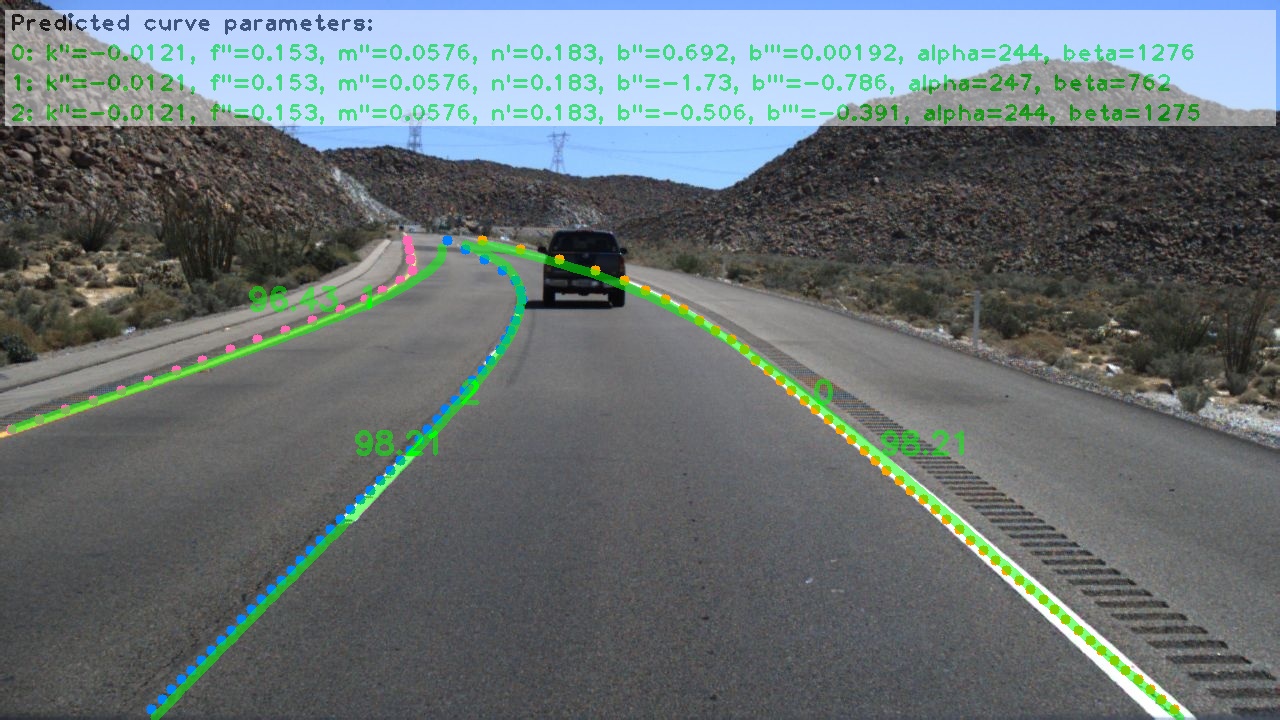 Predicted curve parameters:
0: k''=-0.0121, f''=0.153, m''=0.0576, n'=0.183, b''=0.692, b'''=0.00192, alpha=244, beta=1276
1: k''=-0.0121, f''=0.153, m''=0.0576, n'=0.183, b''=-1.73, b'''=-0.786, alpha=247, beta=762
2: k''=-0.0121, f''=0.153, m''=0.0576, n'=0.183, b''=-0.506, b'''=-0.391, alpha=244, beta=1275
96.43 1
2
0
98.21
98.21